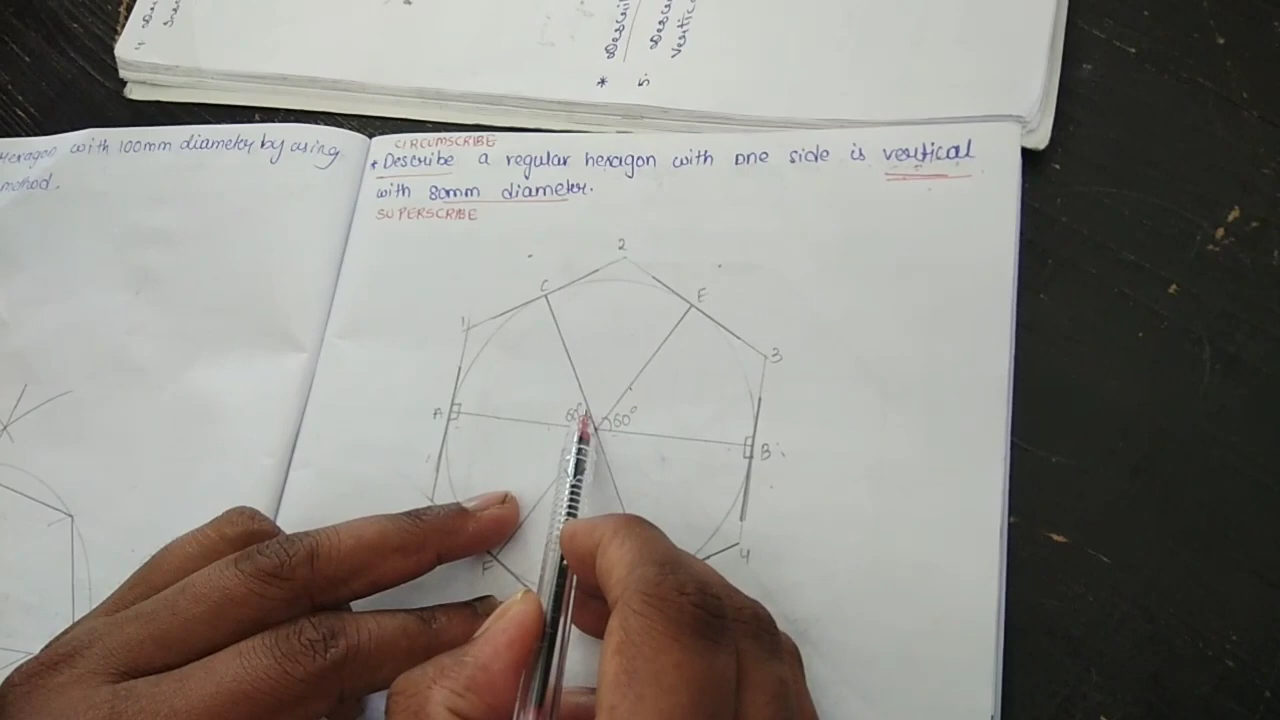 Hexagon with 100mm diameter by using
method.
CIRCUMSCRIBE
* Describe a regular hexagon with one side is vertical
with 80mm diameter.
SUPERSCRIBE
2
C
E
1
3
A
60°
60°
B
4
F
*
5.